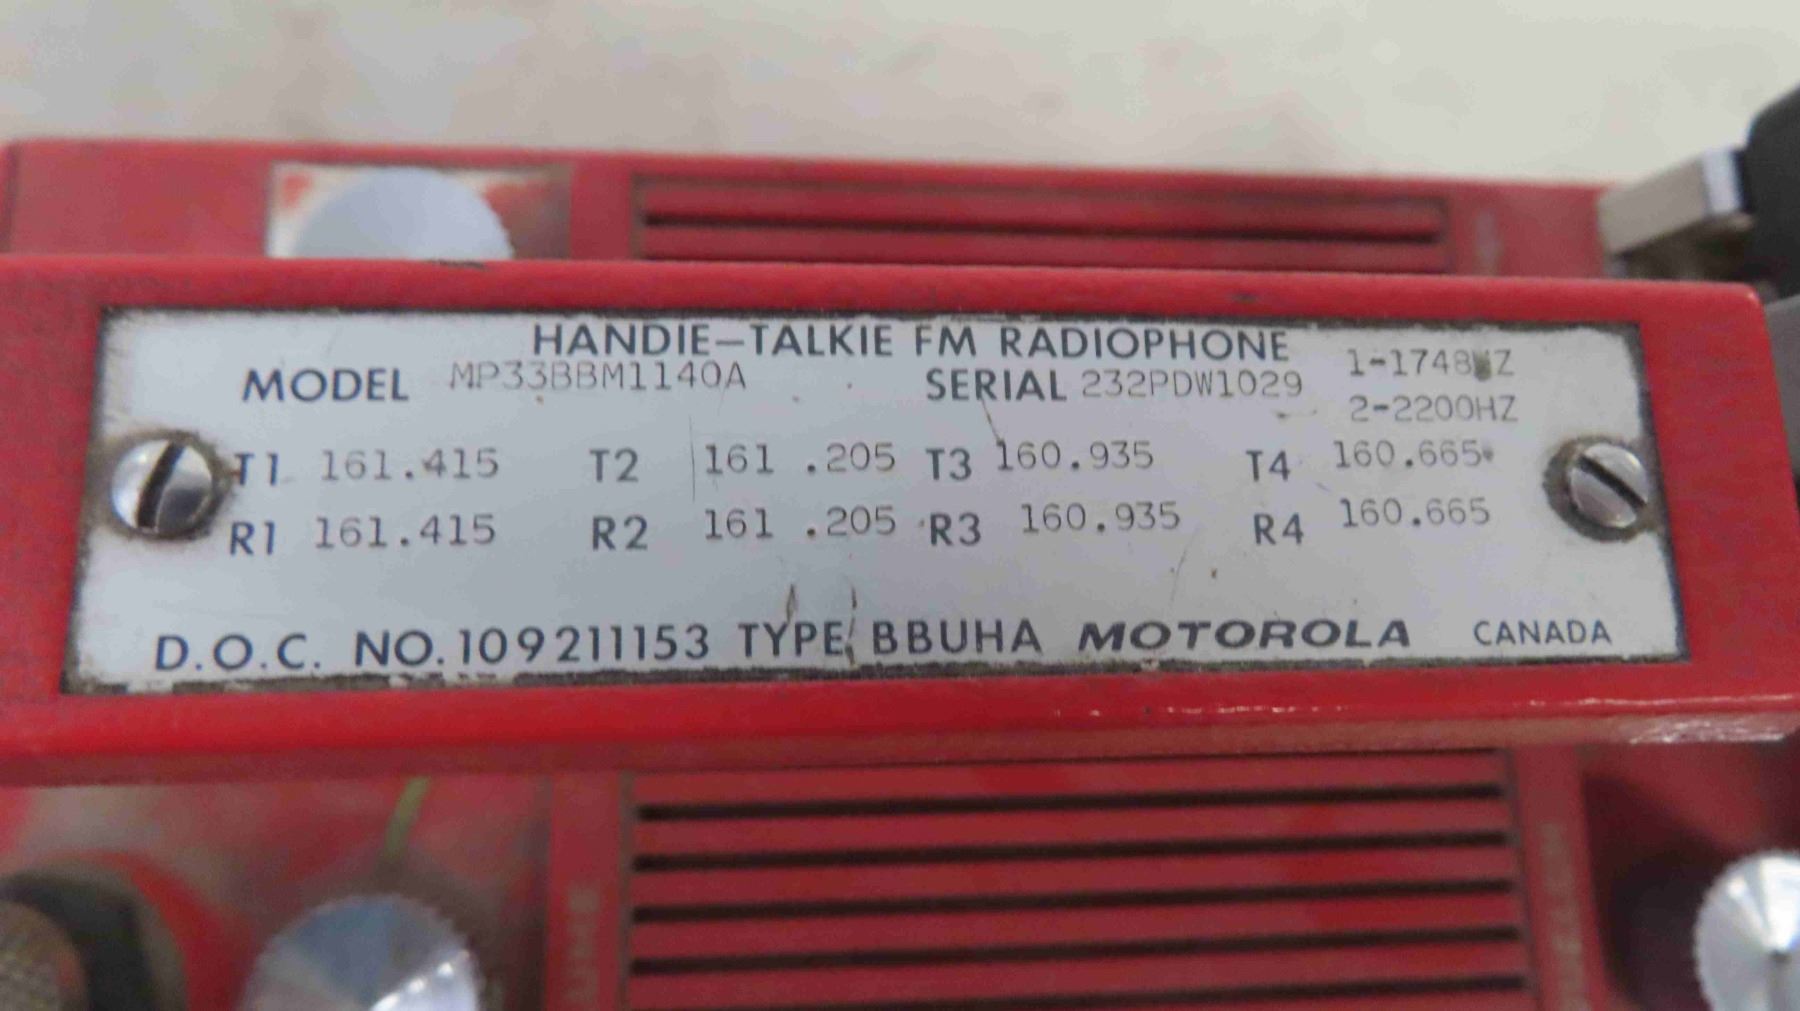 HANDIE-TALKIE FM RADIOPHONE
MODEL MP33BBM1140A SERIAL 232PDW1029 1-1748HZ
2-2200HZ
T1 161.415 T2 161 .205 T3 160.935 T4 160.665
R1 161.415 R2 161 .205 R3 160.935 R4 160.665
D.O.C. NO. 109211153 TYPE BBUHA MOTOROLA CANADA